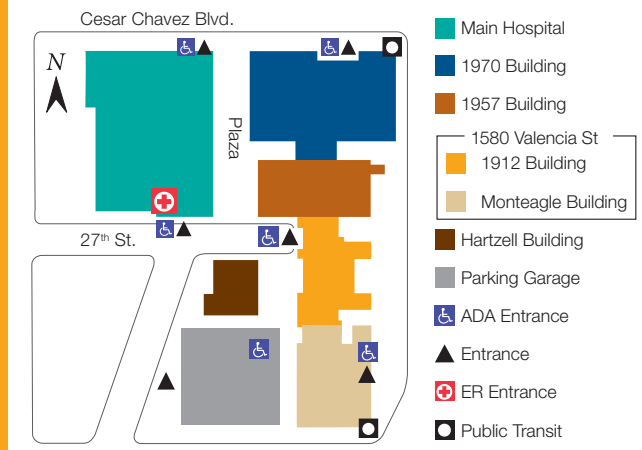 Cesar Chavez Blvd.
N
Plaza
27th St.
Main Hospital
1970 Building
1957 Building
1580 Valencia St
1912 Building
Monteagle Building
Hartzell Building
Parking Garage
ADA Entrance
Entrance
ER Entrance
Public Transit